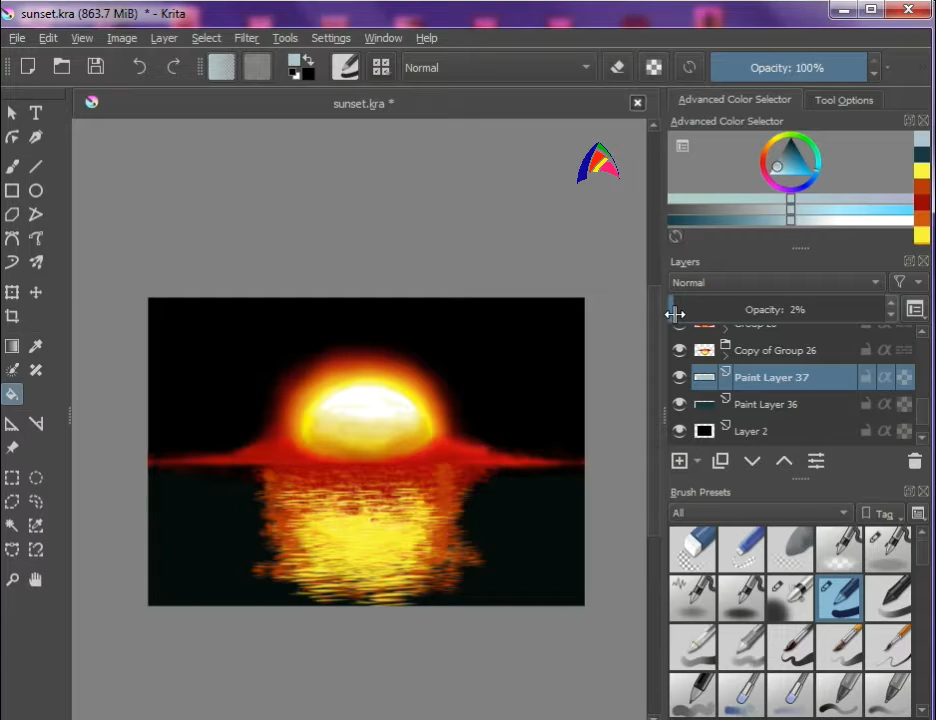 sunset.kra (863.7 MiB) * - Krita
File Edit View Image Layer Select Filter Tools Settings Window Help
Normal
Opacity: 100%
sunset.kra *
Advanced Color Selector
Tool Options
Advanced Color Selector
Layers
Normal
Opacity: 2%
Copy of Group 26
Paint Layer 37
Paint Layer 36
Layer 2
Brush Presets
All
Tag